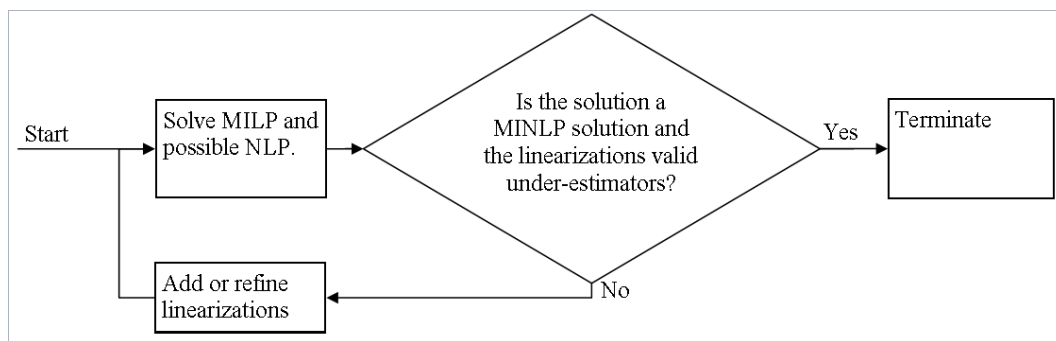 Start
Solve MILP and
possible NLP.
Is the solution a
MINLP solution and
the linearizations valid
under-estimators?
Yes
Terminate
No
Add or refine
linearizations